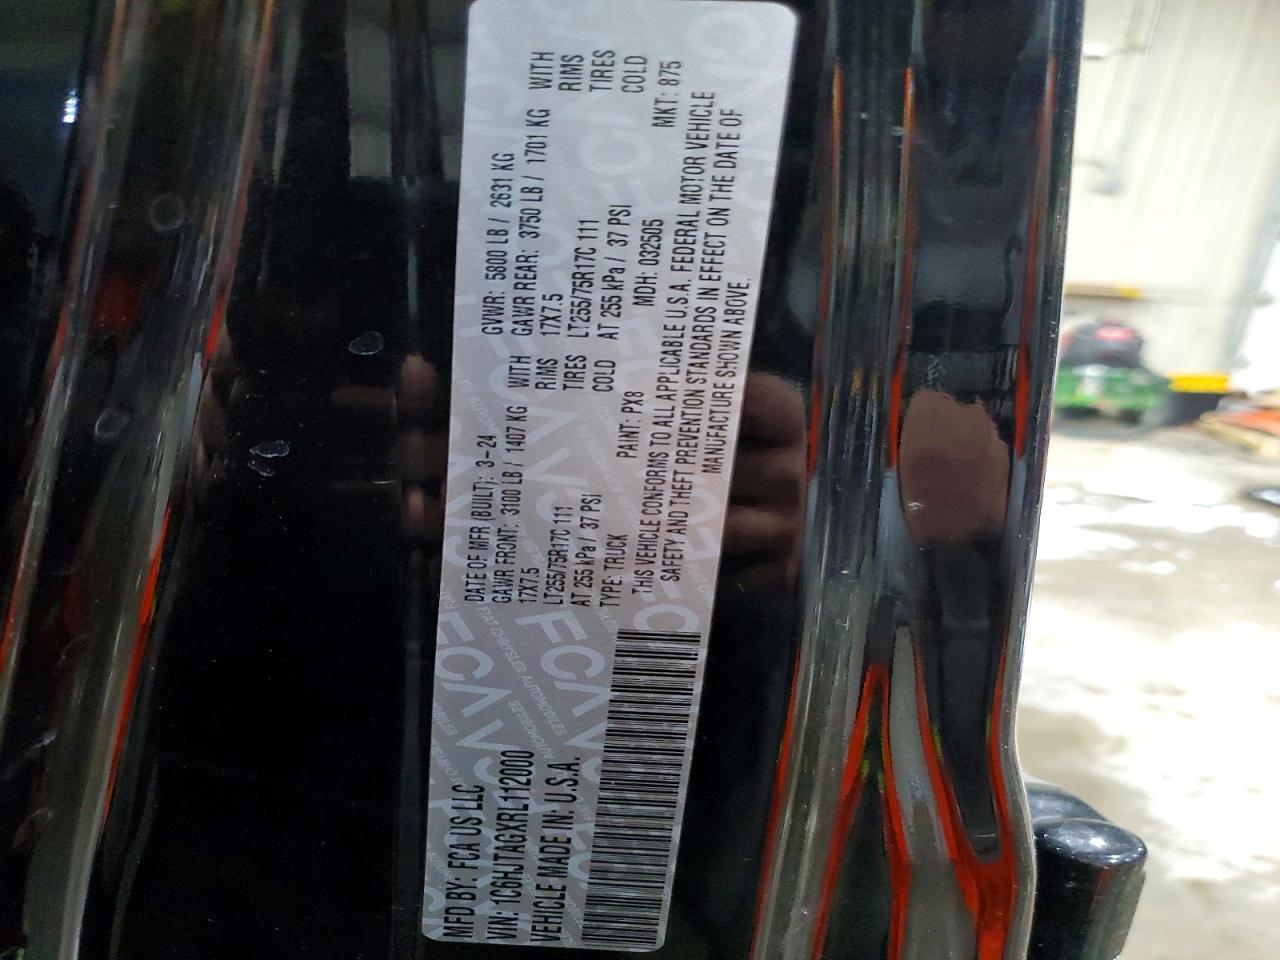 MFD BY: FCA US LLC
DATE OF MFR (BUILT): 3-24
GVWR: 5800 LB / 2631 KG
GAWR FRONT: 3100 LB / 1407 KG WITH
GAWR REAR: 3750 LB / 1701 KG WITH
17X7.5 RIMS
17X7.5 RIMS
LT255/75R17C 111 TIRES
LT255/75R17C 111 TIRES
AT 255 kPa / 37 PSI COLD
AT 255 kPa / 37 PSI COLD
VIN: 1C6HJTAGXRL112000
TYPE: TRUCK
PAINT: PX8
MDH: 032505
MKT: 875
VEHICLE MADE IN: U.S.A.
THIS VEHICLE CONFORMS TO ALL APPLICABLE U.S.A. FEDERAL MOTOR VEHICLE
SAFETY AND THEFT PREVENTION STANDARDS IN EFFECT ON THE DATE OF
MANUFACTURE SHOWN ABOVE.